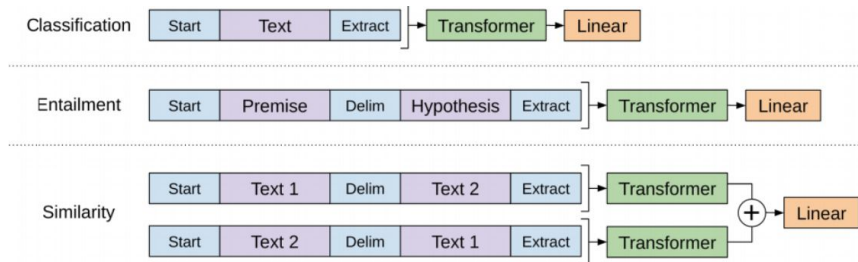 Classification Start Text Extract Transformer Linear
Entailment Start Premise Delim Hypothesis Extract Transformer Linear
Start Text 1 Delim Text 2 Extract Transformer
Similarity + Linear
Start Text 2 Delim Text 1 Extract Transformer